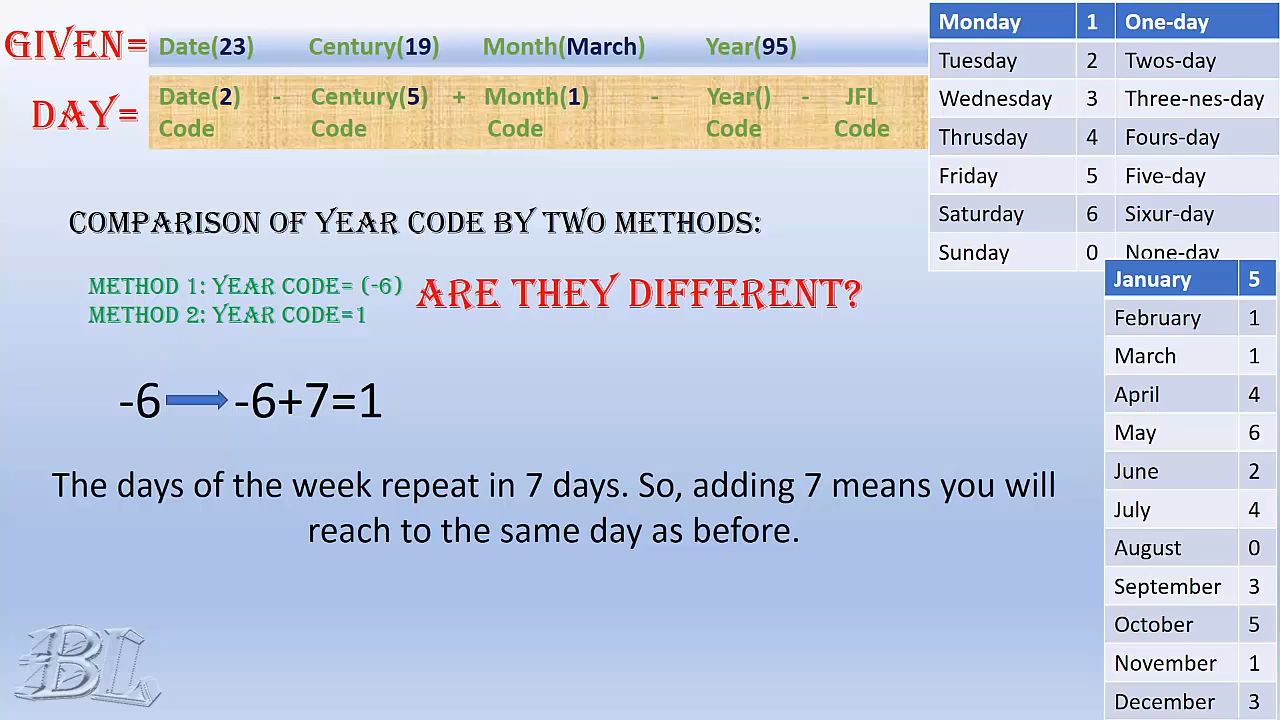 GIVEN= Date(23) Century(19) Month(March) Year(95)
DAY= Date(2) - Century(5) + Month(1) - Year() - JFL
Code Code Code Code Code
COMPARISON OF YEAR CODE BY TWO METHODS:
METHOD 1: YEAR CODE= (-6)
METHOD 2: YEAR CODE=1
ARE THEY DIFFERENT?
-6 -6+7=1
The days of the week repeat in 7 days. So, adding 7 means you will
reach to the same day as before.
BL
Monday 1 One-day
Tuesday 2 Twos-day
Wednesday 3 Three-nes-day
Thrusday 4 Fours-day
Friday 5 Five-day
Saturday 6 Sixur-day
Sunday 0 None-day
January 5
February 1
March 1
April 4
May 6
June 2
July 4
August 0
September 3
October 5
November 1
December 3